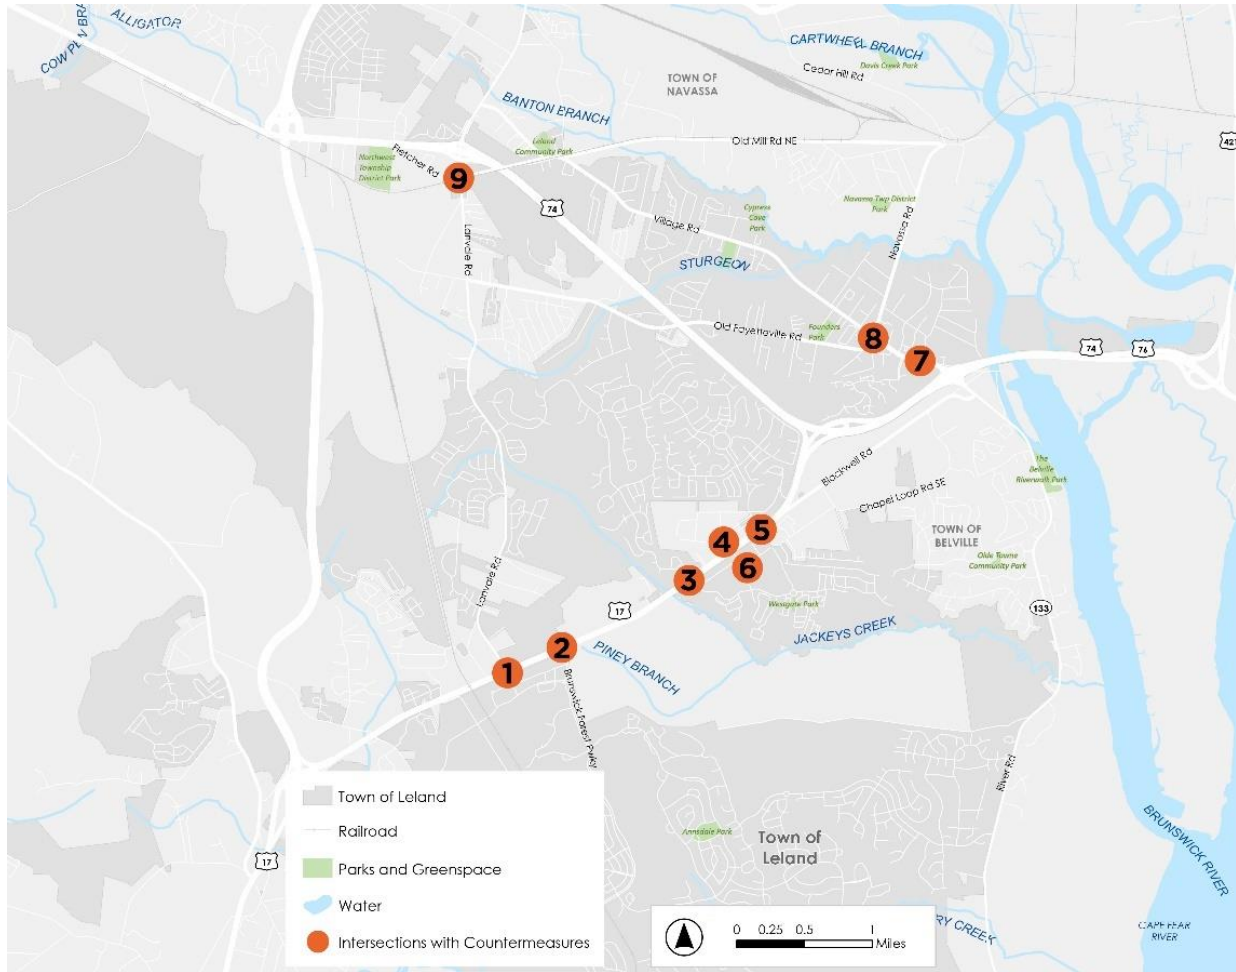 ALLIGATOR
COW PEN BRA
CARTWHEEL BRANCH
Davis Creek Park
Cedar Hill Rd
TOWN OF
NAVASSA
BANTON BRANCH
421
Old Mill Rd NE
Leland
Community Park
Fletcher Rd
Northwest
Township
District Park
9
74
Navassa Twp District
Park
Cypress
Cove
Park
Village Rd
Navassa Rd
Lanvale Rd
STURGEON
Old Fayetteville Rd
Founders
Park
8
7
74
76
Blackwell Rd
Chapel Loop Rd SE
The
Belville
Riverwalk Park
TOWN OF
BELVILLE
5
4
6
3
Olde Towne
Community Park
Westgate Park
133
17
Lanvale Rd
JACKEYS CREEK
2
PINEY BRANCH
1
Brunswick Forest Pwky
River Rd
Annsdale Park
Town of
Leland
17
BRUNSWICK RIVER
RY CREEK
CAPE FEAR
RIVER
Town of Leland
Railroad
Parks and Greenspace
Water
Intersections with Countermeasures
0 0.25 0.5 1
Miles